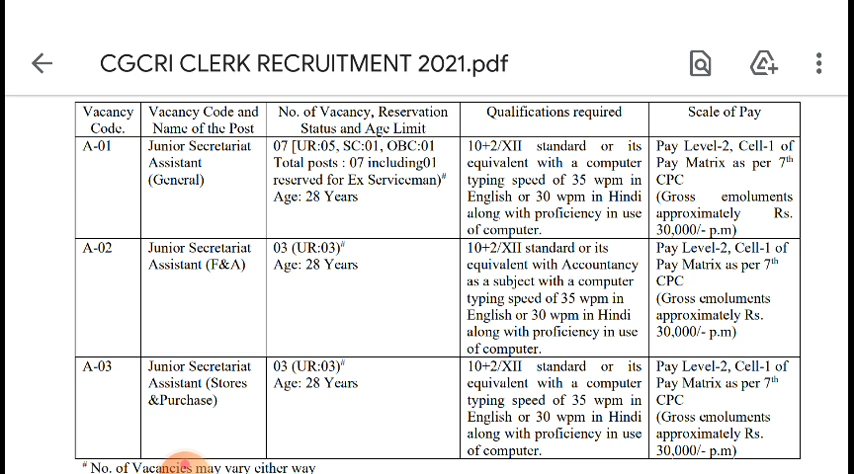 CGCRI CLERK RECRUITMENT 2021.pdf
Vacancy Code.
Vacancy Code and Name of the Post
No. of Vacancy, Reservation Status and Age Limit
Qualifications required
Scale of Pay
A-01
Junior Secretariat
Assistant
(General)
07 [UR:05, SC:01, OBC:01
Total posts : 07 including01
reserved for Ex Serviceman)#
Age: 28 Years
10+2/XII standard or its
equivalent with a computer
typing speed of 35 wpm in
English or 30 wpm in Hindi
along with proficiency in use
of computer.
Pay Level-2, Cell-1 of
Pay Matrix as per 7th
CPC
(Gross emoluments
approximately Rs.
30,000/- p.m)
A-02
Junior Secretariat
Assistant (F&A)
03 (UR:03)#
Age: 28 Years
10+2/XII standard or its
equivalent with Accountancy
as a subject with a computer
typing speed of 35 wpm in
English or 30 wpm in Hindi
along with proficiency in use
of computer.
Pay Level-2, Cell-1 of
Pay Matrix as per 7th
CPC
(Gross emoluments
approximately Rs.
30,000/- p.m)
A-03
Junior Secretariat
Assistant (Stores
&Purchase)
03 (UR:03)#
Age: 28 Years
10+2/XII standard or its
equivalent with a computer
typing speed of 35 wpm in
English or 30 wpm in Hindi
along with proficiency in use
of computer.
Pay Level-2, Cell-1 of
Pay Matrix as per 7th
CPC
(Gross emoluments
approximately Rs.
30,000/- p.m)
# No. of Vacancies may vary either way